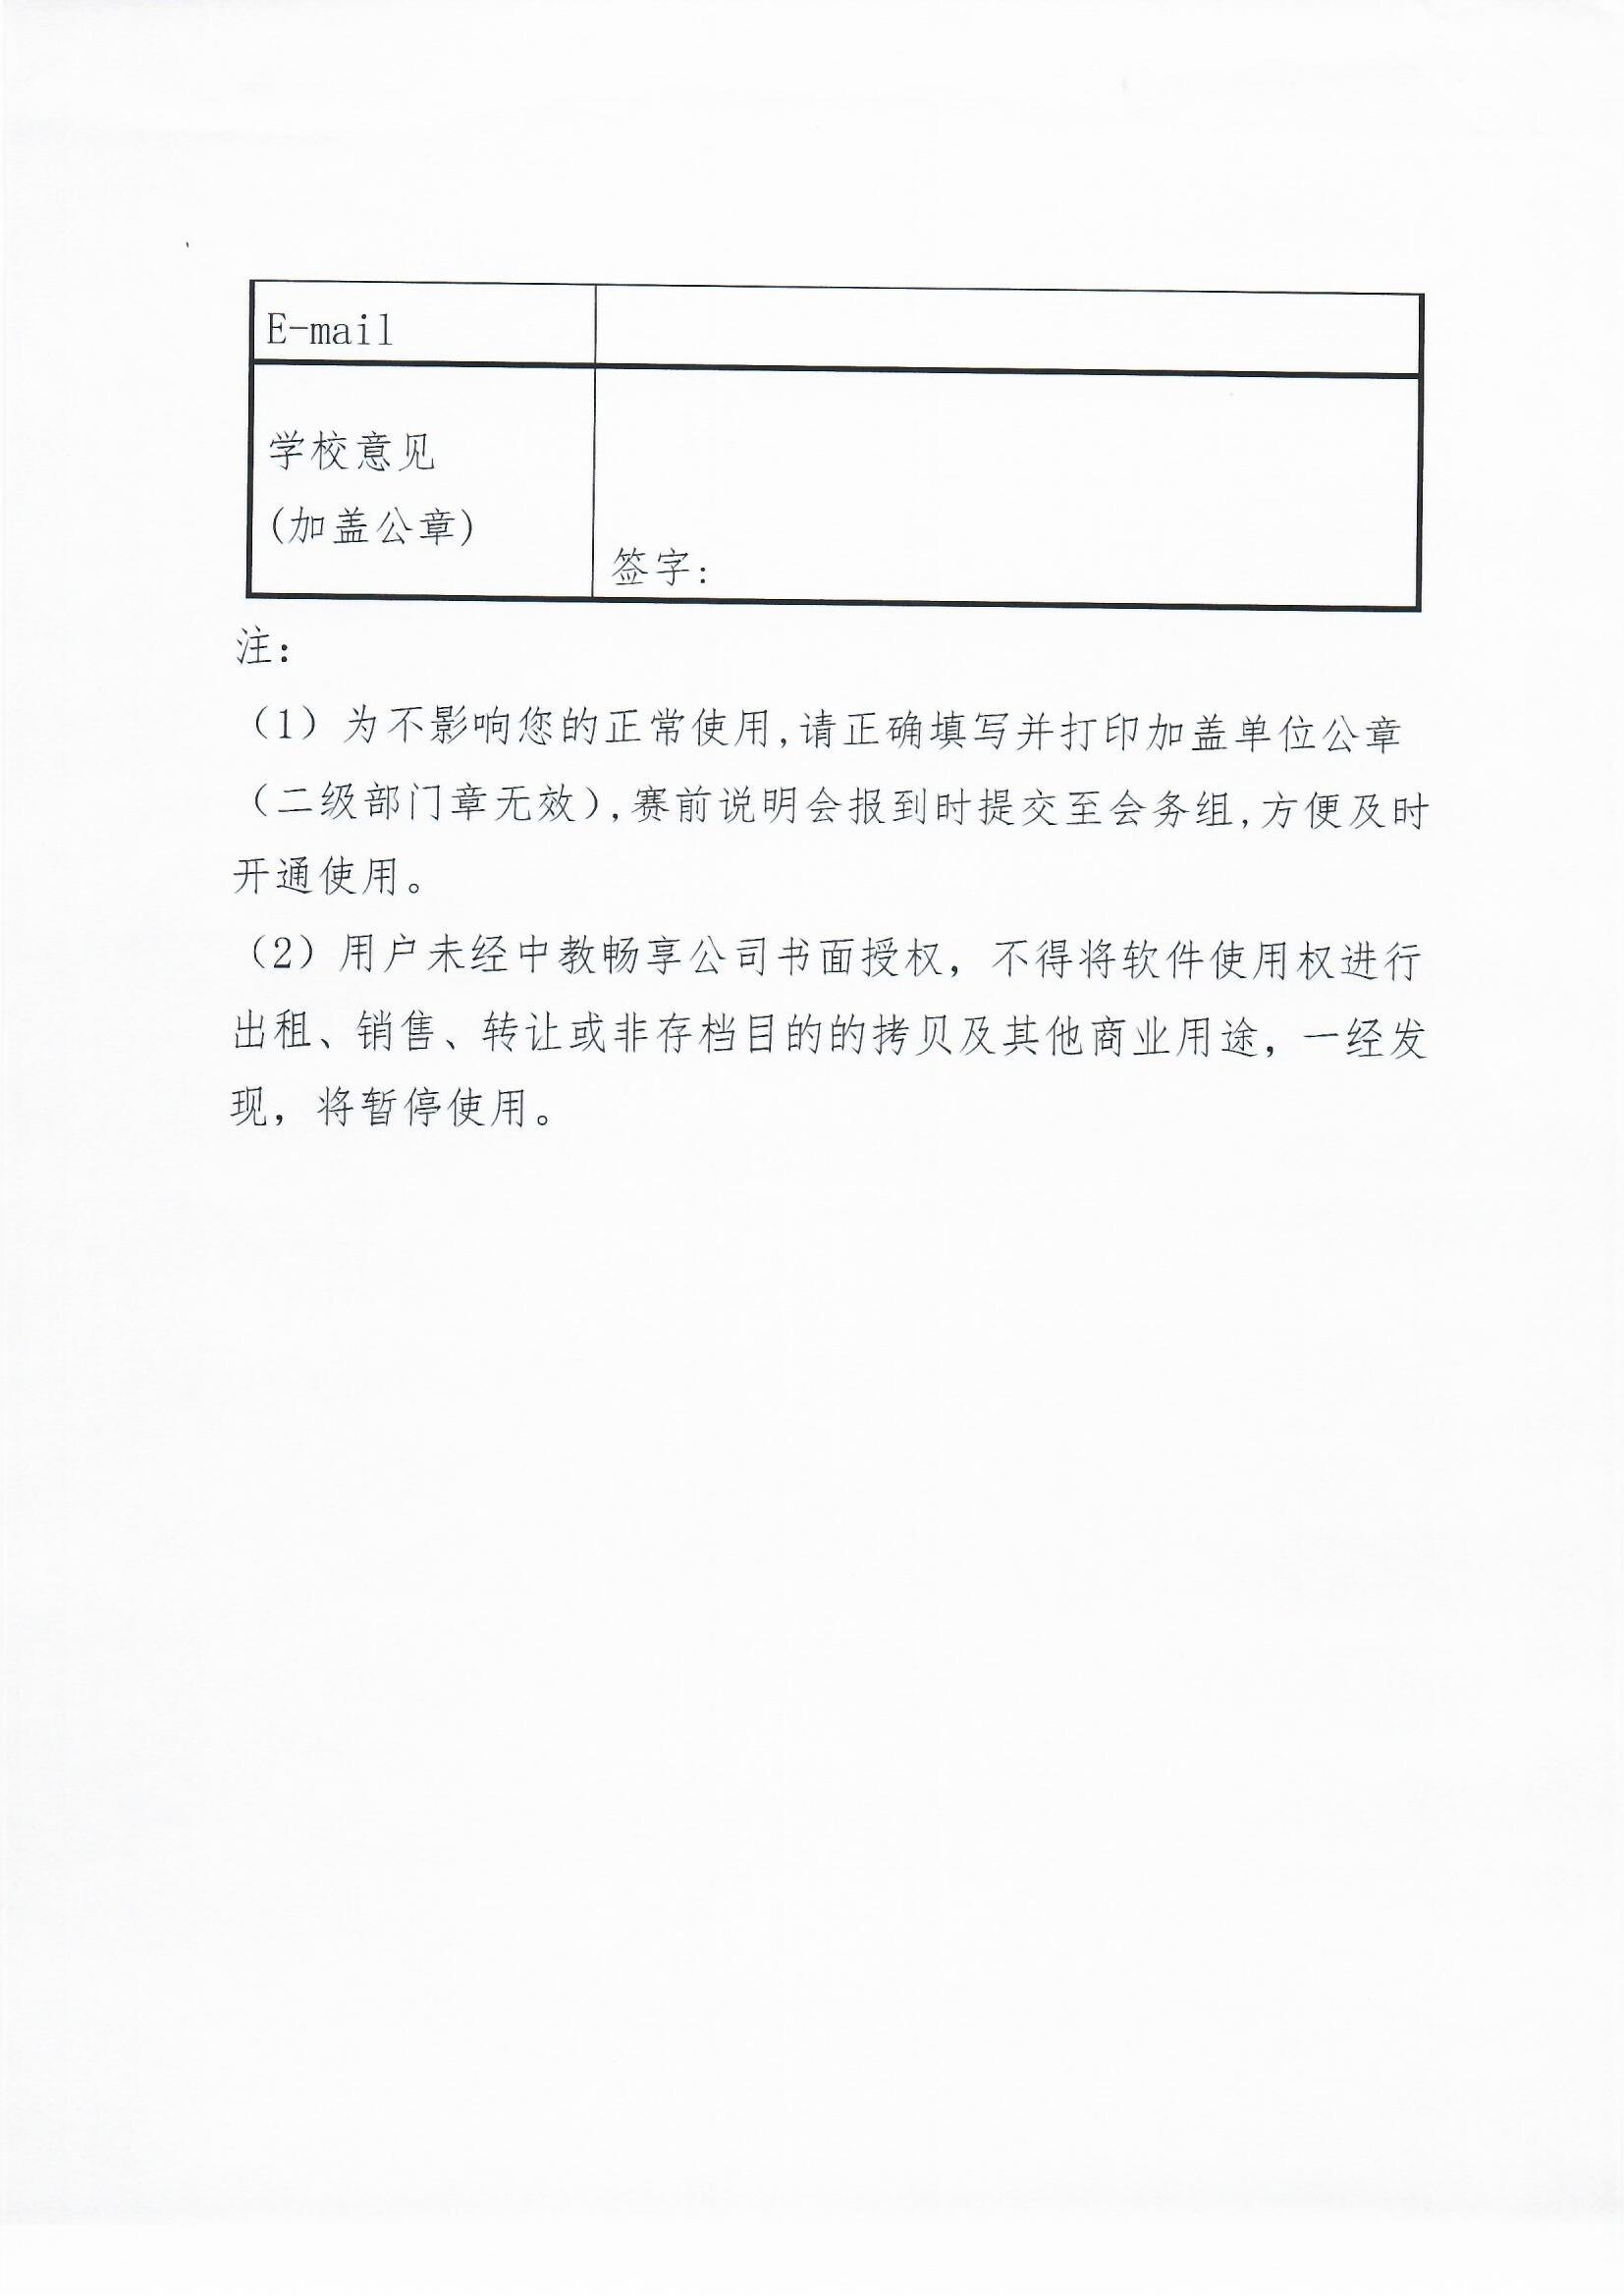 E-mail
学校意见
(加盖公章)
签字:
注:
（1）为不影响您的正常使用,请正确填写并打印加盖单位公章
（二级部门章无效）,赛前说明会报到时提交至会务组,方便及时
开通使用。
（2）用户未经中教畅享公司书面授权，不得将软件使用权进行
出租、销售、转让或非存档目的的拷贝及其他商业用途，一经发
现，将暂停使用。